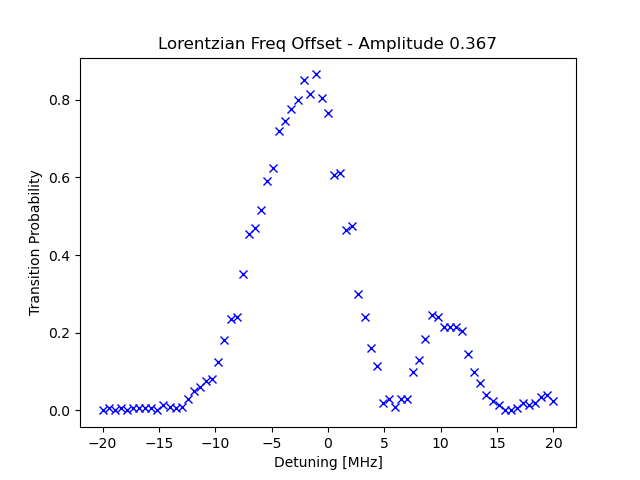 Lorentzian Freq Offset - Amplitude 0.367
Transition Probability
0.8
0.6
0.4
0.2
0.0
−20 −15 −10 −5 0 5 10 15 20
Detuning [MHz]